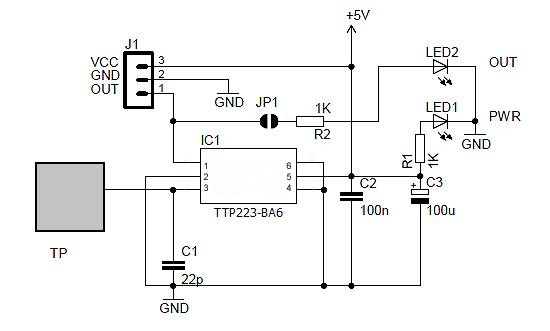 +5V
J1
VCC 3
GND 2
OUT 1
GND
LED2 OUT
JP1
1K
R2
LED1 PWR
GND
R1 1K
IC1
1 6
2 5
3 4
TTP223-BA6
TP
C1
22p
C2
100n
+ C3
100u
GND